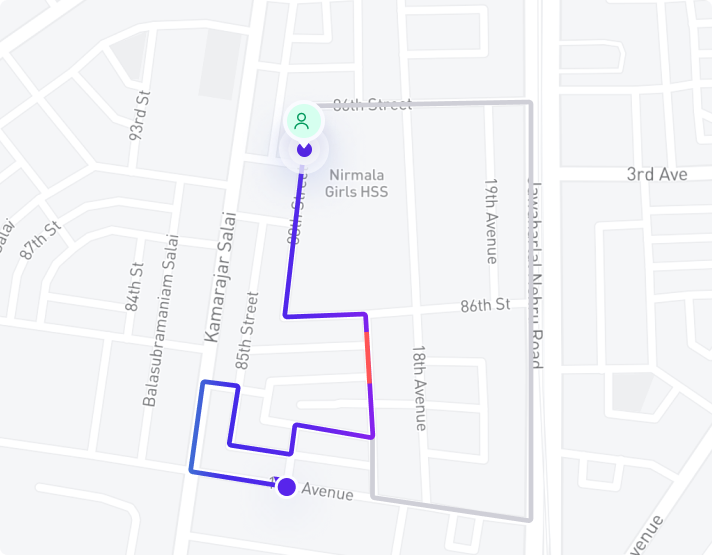 86th Street
93rd St
Nirmala
Girls HSS
3rd Ave
19th Avenue
Jawaharlal Nehru Road
87th St
84th St
Balasubramaniam Salai
Kamarajar Salai
85th Street
86th St
18th Avenue
Avenue